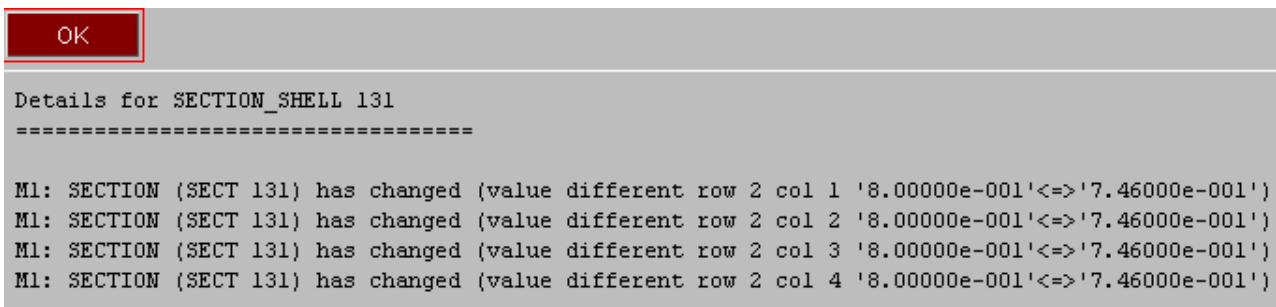 OK
Details for SECTION_SHELL 131
===================================
M1: SECTION (SECT 131) has changed (value different row 2 col 1 '8.00000e-001'<=>'7.46000e-001')
M1: SECTION (SECT 131) has changed (value different row 2 col 2 '8.00000e-001'<=>'7.46000e-001')
M1: SECTION (SECT 131) has changed (value different row 2 col 3 '8.00000e-001'<=>'7.46000e-001')
M1: SECTION (SECT 131) has changed (value different row 2 col 4 '8.00000e-001'<=>'7.46000e-001')